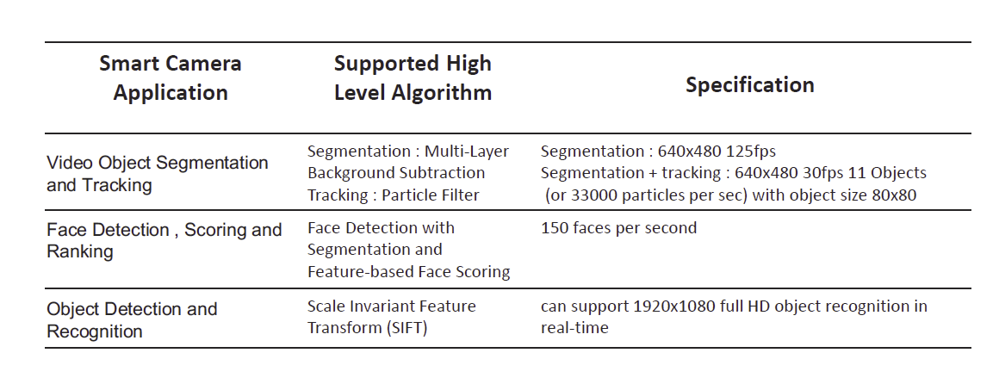 Smart Camera
Application
Supported High
Level Algorithm
Specification
Video Object Segmentation
and Tracking
Segmentation : Multi-Layer
Background Subtraction
Tracking : Particle Filter
Segmentation : 640x480 125fps
Segmentation + tracking : 640x480 30fps 11 Objects
(or 33000 particles per sec) with object size 80x80
Face Detection , Scoring and
Ranking
Face Detection with
Segmentation and
Feature-based Face Scoring
150 faces per second
Object Detection and
Recognition
Scale Invariant Feature
Transform (SIFT)
can support 1920x1080 full HD object recognition in
real-time